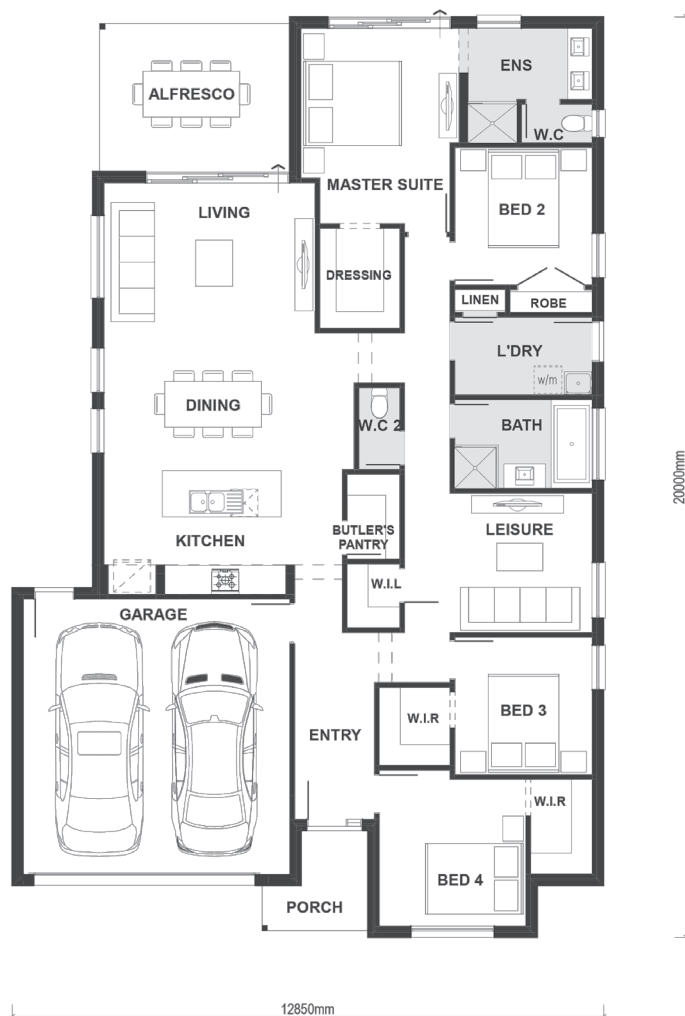 ENS
ALFRESCO
W.C
MASTER SUITE
BED 2
LIVING
DRESSING
LINEN
ROBE
L'DRY
w/m
DINING
W.C 2
BATH
20000mm
LEISURE
BUTLER'S
PANTRY
KITCHEN
W.I.L
GARAGE
W.I.R
BED 3
ENTRY
W.I.R
BED 4
PORCH
12850mm